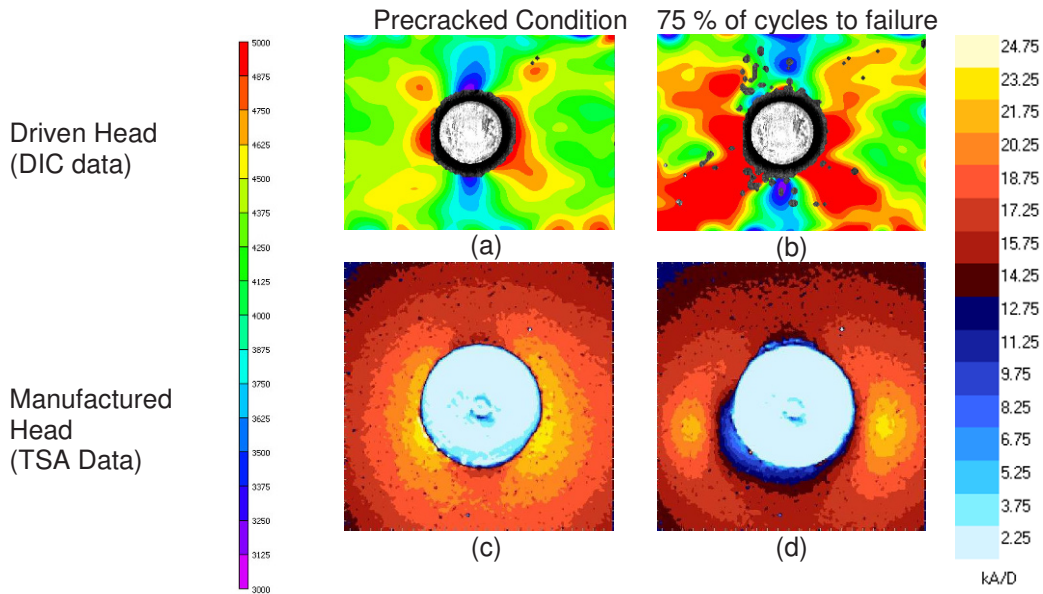 Precracked Condition
75 % of cycles to failure
Driven Head
(DIC data)
5000
4875
4750
4625
4500
4375
4250
4125
4000
3875
3750
3625
3500
3375
3250
3125
3000
(a)
(b)
Manufactured
Head
(TSA Data)
(c)
(d)
24.75
23.25
21.75
20.25
18.75
17.25
15.75
14.25
12.75
11.25
9.75
8.25
6.75
5.25
3.75
2.25
kA/D